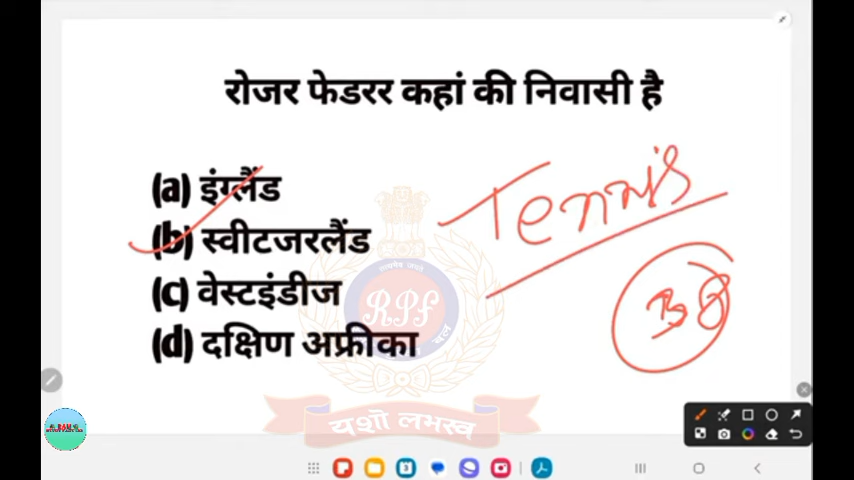 रोजर फेडरर कहां की निवासी है
(a) इंग्लैंड
(b) स्वीटजरलैंड
(c) वेस्टइंडीज
(d) दक्षिण अफ्रीका
Tennis
RPF
यशो लभस्व